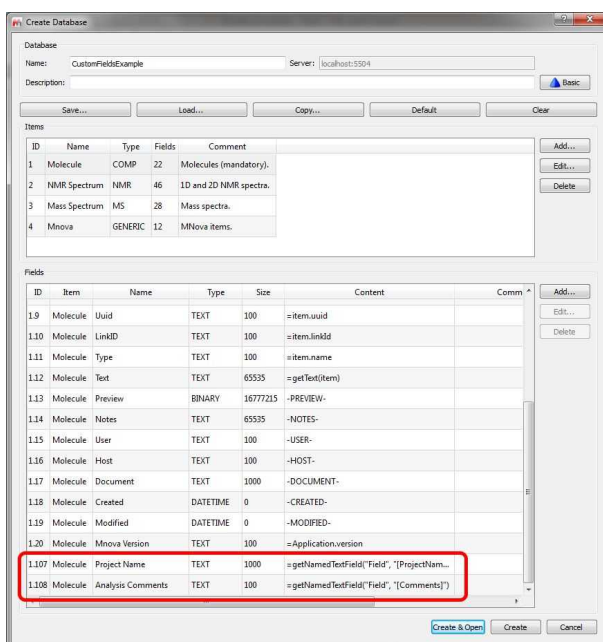 Create Database
Database
Name: CustomFieldsExample Server: localhost:5504
Description: Basic
Save... Load... Copy... Default Clear
Items
ID Name Type Fields Comment Add...
1 Molecule COMP 22 Molecules (mandatory). Edit...
2 NMR Spectrum NMR 46 1D and 2D NMR spectra. Delete
3 Mass Spectrum MS 28 Mass spectra.
4 Mnova GENERIC 12 MNova items.
Fields
ID Item Name Type Size Content Comm Add...
1.9 Molecule Uuid TEXT 100 =item.uuid Edit...
1.10 Molecule LinkID TEXT 100 =item.linkId Delete
1.11 Molecule Type TEXT 100 =item.name
1.12 Molecule Text TEXT 65535 =getText(item)
1.13 Molecule Preview BINARY 16777215 -PREVIEW-
1.14 Molecule Notes TEXT 65535 -NOTES-
1.15 Molecule User TEXT 100 -USER-
1.16 Molecule Host TEXT 100 -HOST-
1.17 Molecule Document TEXT 1000 -DOCUMENT-
1.18 Molecule Created DATETIME 0 -CREATED-
1.19 Molecule Modified DATETIME 0 -MODIFIED-
1.20 Molecule Mnova Version TEXT 100 =Application.version
1.107 Molecule Project Name TEXT 1000 =getNamedTextField("Field", "[ProjectNam...
1.108 Molecule Analysis Comments TEXT 100 =getNamedTextField("Field", "[Comments]")
Create & Open Create Cancel